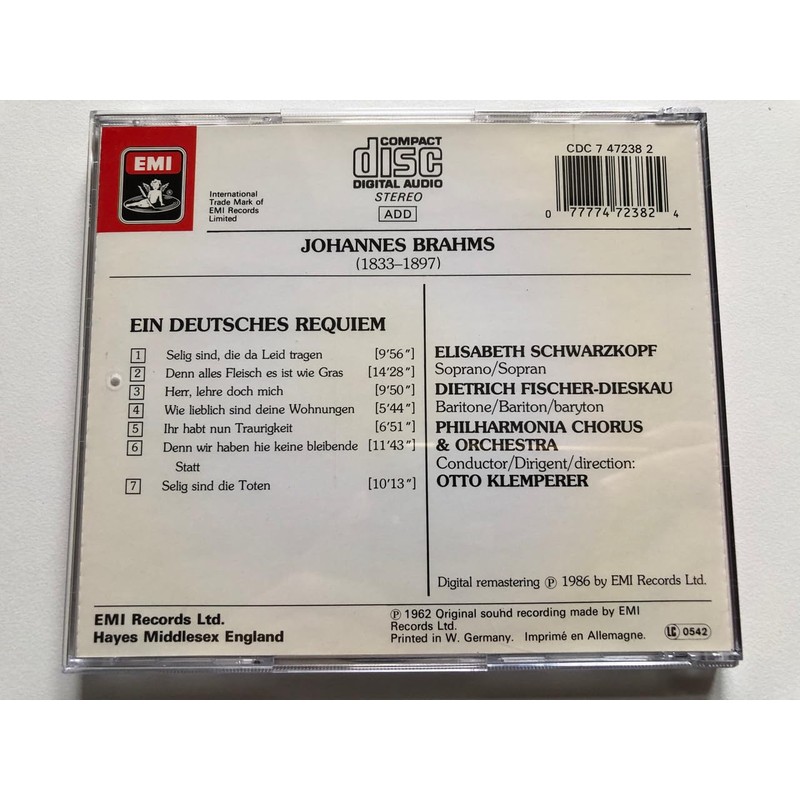 EMI
International
Trade Mark of
EMI Records
Limited
COMPACT
disc
DIGITAL AUDIO
STEREO
ADD
CDC 7 47238 2
0 77774 72382 4
JOHANNES BRAHMS
(1833–1897)
EIN DEUTSCHES REQUIEM
1 Selig sind, die da Leid tragen [9'56"]
2 Denn alles Fleisch es ist wie Gras [14'28"]
3 Herr, lehre doch mich [9'50"]
4 Wie lieblich sind deine Wohnungen [5'44"]
5 Ihr habt nun Traurigkeit [6'51"]
6 Denn wir haben hie keine bleibende [11'43"]
Statt
7 Selig sind die Toten [10'13"]
ELISABETH SCHWARZKOPF
Soprano/Sopran
DIETRICH FISCHER-DIESKAU
Baritone/Bariton/baryton
PHILHARMONIA CHORUS
& ORCHESTRA
Conductor/Dirigent/direction:
OTTO KLEMPERER
Digital remastering ℗ 1986 by EMI Records Ltd.
EMI Records Ltd.
Hayes Middlesex England
℗ 1962 Original souhd recording made by EMI
Records Ltd.
Printed in W. Germany. Imprimé en Allemagne.
LC 0542